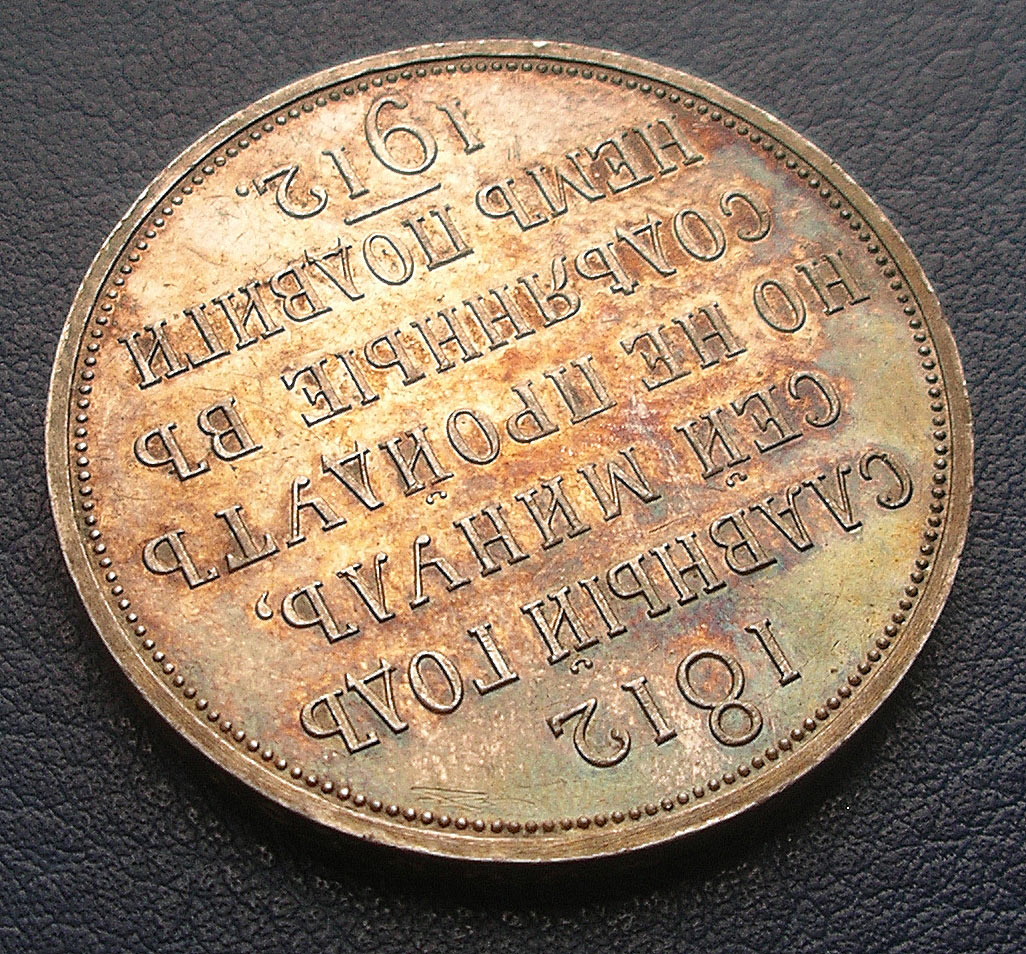 1812
СЛАВНЫЙ ГОДЪ
СЕЙ МИНУЛЪ,
НО НЕ ПРОЙДУТЪ
СОДѢЯННЫЕ ВЪ
НЕМЪ ПОДВИГИ
1912.